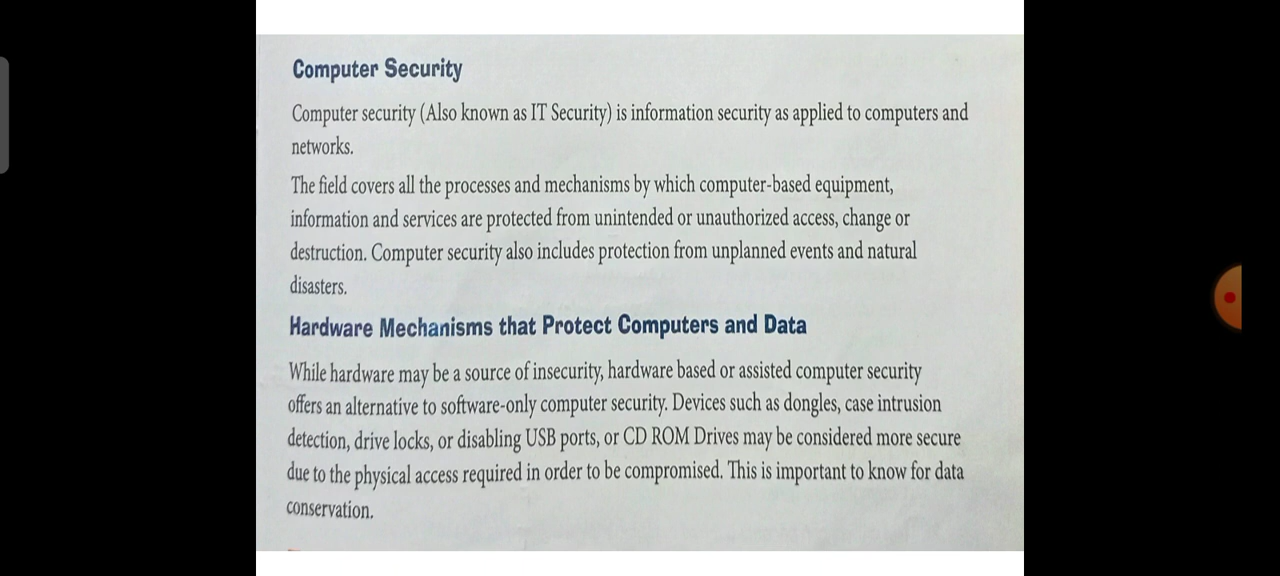 Computer Security
Computer security (Also known as IT Security) is information security as applied to computers and
networks.
The field covers all the processes and mechanisms by which computer-based equipment,
information and services are protected from unintended or unauthorized access, change or
destruction. Computer security also includes protection from unplanned events and natural
disasters.
Hardware Mechanisms that Protect Computers and Data
While hardware may be a source of insecurity, hardware based or assisted computer security
offers an alternative to software-only computer security. Devices such as dongles, case intrusion
detection, drive locks, or disabling USB ports, or CD ROM Drives may be considered more secure
due to the physical access required in order to be compromised. This is important to know for data
conservation.